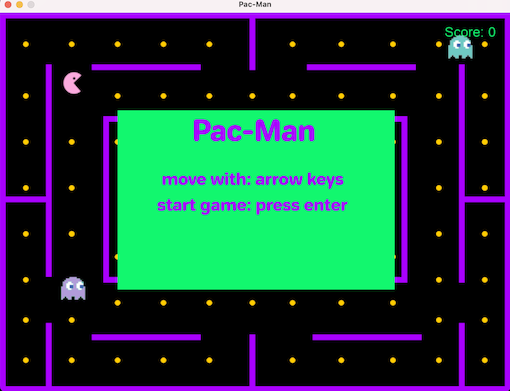 Pac-Man
Score: 0
Pac-Man
move with: arrow keys
start game: press enter